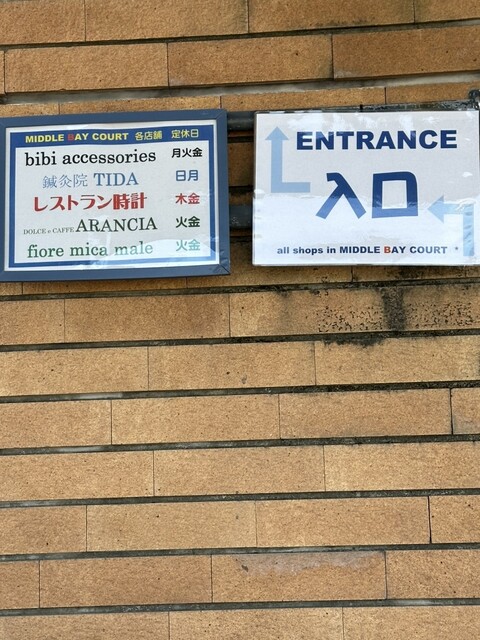 MIDDLE BAY COURT 各店舗 定休日
bibi accessories 月火金
鍼灸院 TIDA 日月
レストラン時計 木金
DOLCE e CAFFE ARANCIA 火金
fiore mica male 火金
ENTRANCE
入口
all shops in MIDDLE BAY COURT *